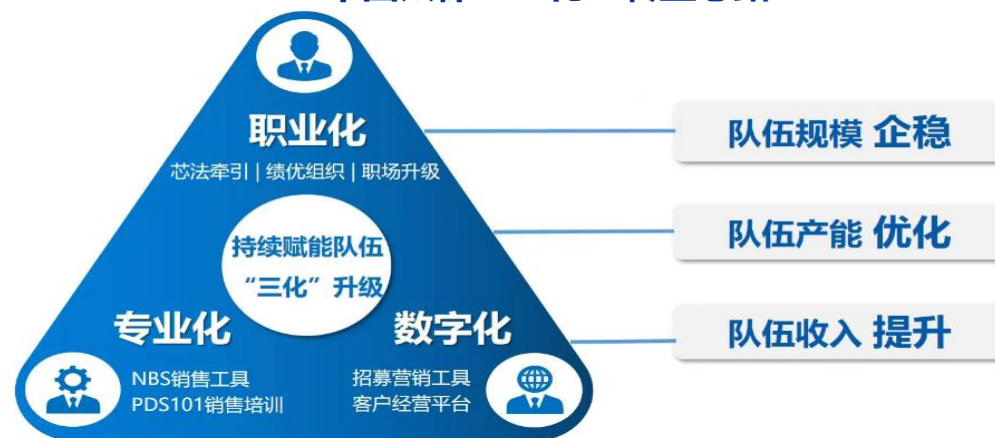 职业化
芯法牵引 | 绩优组织 | 职场升级
持续赋能队伍
“三化”升级
专业化
NBS销售工具
PDS101销售培训
数字化
招募营销工具
客户经营平台
队伍规模 企稳
队伍产能 优化
队伍收入 提升